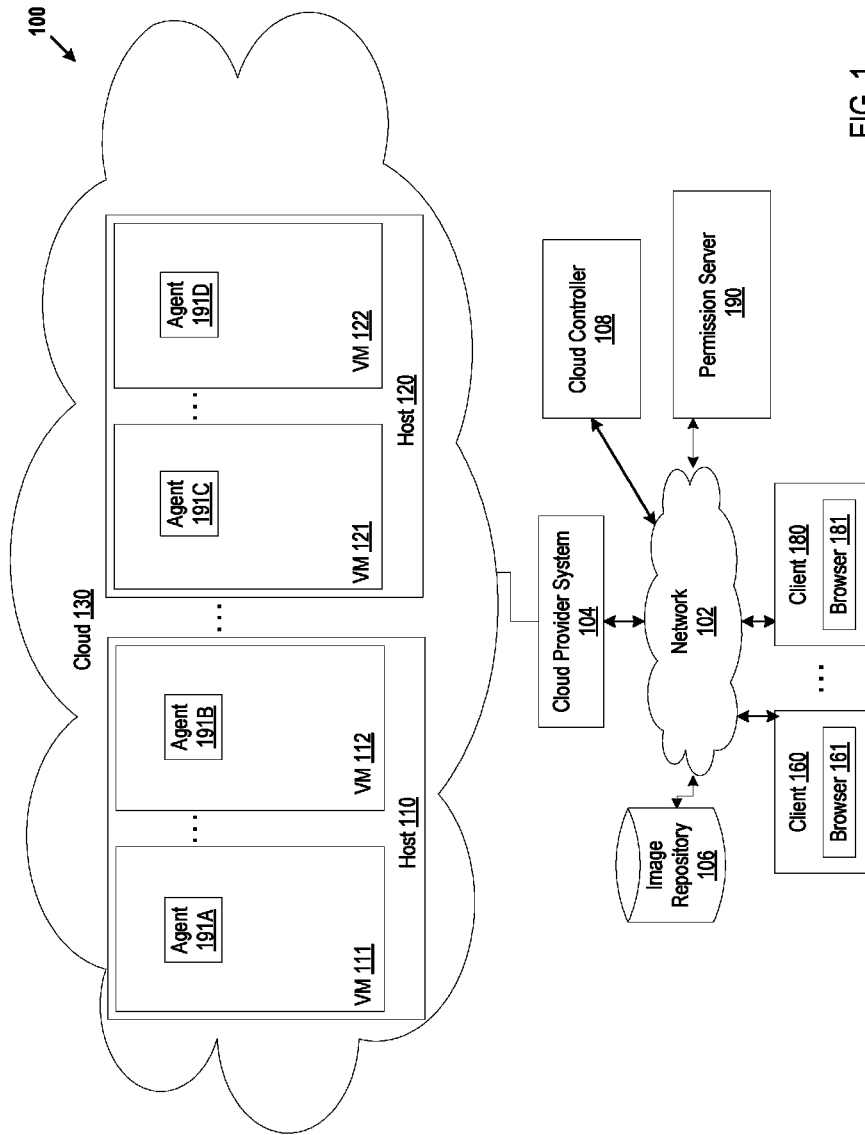 100
Cloud 130
Agent
191A
VM 111
...
Agent
191B
VM 112
Host 110
...
Agent
191C
VM 121
...
Agent
191D
VM 122
Host 120
Cloud Provider System
104
Cloud Controller
108
Image
Repository
106
Network
102
Permission Server
190
Client 160
Browser 161
...
Client 180
Browser 181
FIG. 1